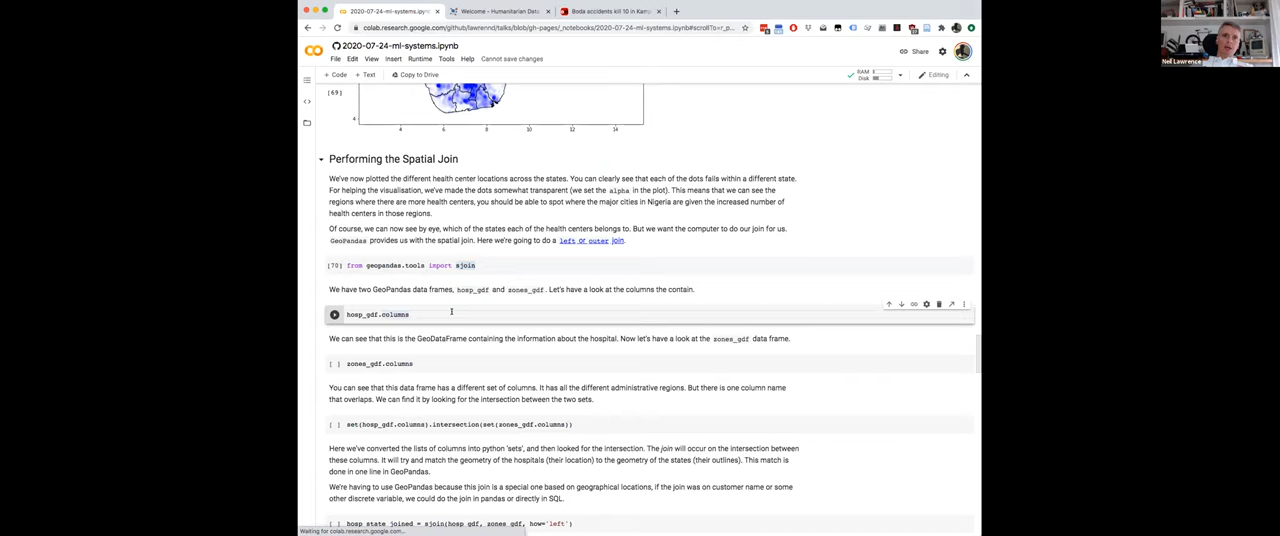 2020-07-24-ml-systems.ipynb
Welcome - Humanitarian Data
Boda accidents kill 10 in Kam
Neil Lawrence
colab.research.google.com/github/lawrennd/talks/blob/gh-pages/_notebooks/2020-07-24-ml-systems.ipynb#scrollTo=r_p...
2020-07-24-ml-systems.ipynb
Share
File Edit View Insert Runtime Tools Help Cannot save changes
+ Code + Text Copy to Drive
RAM
Disk
Editing
[69]
4
4 6 8 10 12 14
Performing the Spatial Join
We've now plotted the different health center locations across the states. You can clearly see that each of the dots falls within a different state.
For helping the visualisation, we've made the dots somewhat transparent (we set the alpha in the plot). This means that we can see the
regions where there are more health centers, you should be able to spot where the major cities in Nigeria are given the increased number of
health centers in those regions.
Of course, we can now see by eye, which of the states each of the health centers belongs to. But we want the computer to do our join for us.
GeoPandas provides us with the spatial join. Here we're going to do a left or outer join.
[70] from geopandas.tools import sjoin
We have two GeoPandas data frames, hosp_gdf and zones_gdf. Let's have a look at the columns the contain.
hosp_gdf.columns
We can see that this is the GeoDataFrame containing the information about the hospital. Now let's have a look at the zones_gdf data frame.
[ ] zones_gdf.columns
You can see that this data frame has a different set of columns. It has all the different administrative regions. But there is one column name
that overlaps. We can find it by looking for the intersection between the two sets.
[ ] set(hosp_gdf.columns).intersection(set(zones_gdf.columns))
Here we've converted the lists of columns into python 'sets', and then looked for the intersection. The join will occur on the intersection between
these columns. It will try and match the geometry of the hospitals (their location) to the geometry of the states (their outlines). This match is
done in one line in GeoPandas.
We're having to use GeoPandas because this join is a special one based on geographical locations, if the join was on customer name or some
other discrete variable, we could do the join in pandas or directly in SQL.
[ ] hosp_state_joined = sjoin(hosp_gdf, zones_gdf, how='left')
Waiting for colab.research.google.com...